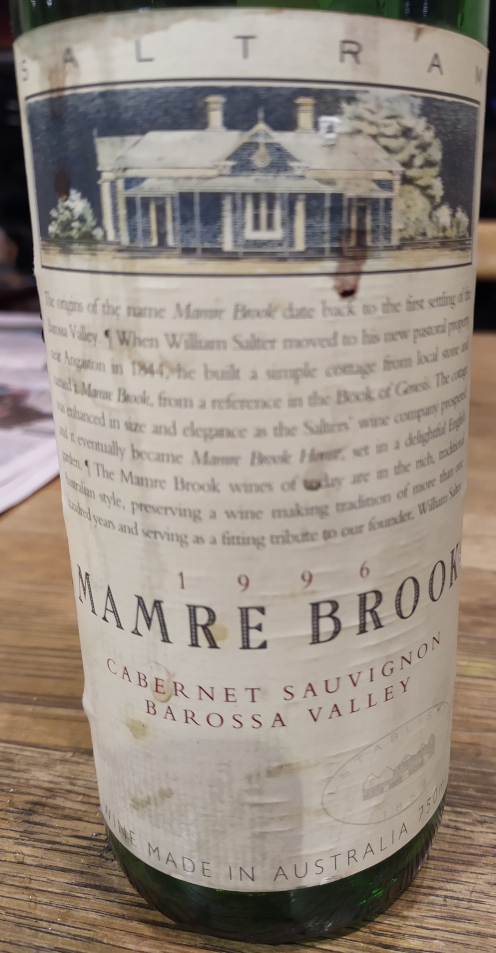 SALTRAM
The origins of the name Mamre Brook date back to the first settling of the
Barossa Valley. ¶ When William Salter moved to his new pastoral property
near Angaston in 1844, he built a simple cottage from local stone and
named it Mamre Brook, from a reference in the Book of Genesis. The cottage
was enhanced in size and elegance as the Salters' wine company prospered
and it eventually became Mamre Brook House, set in a delightful English
garden. ¶ The Mamre Brook wines of today are in the rich, traditional
Australian style, preserving a wine making tradition of more than one
hundred years and serving as a fitting tribute to our founder, William Salter.
1996
MAMRE BROOK
CABERNET SAUVIGNON
BAROSSA VALLEY
ESTABLISHED
WINE MADE IN AUSTRALIA 750ml